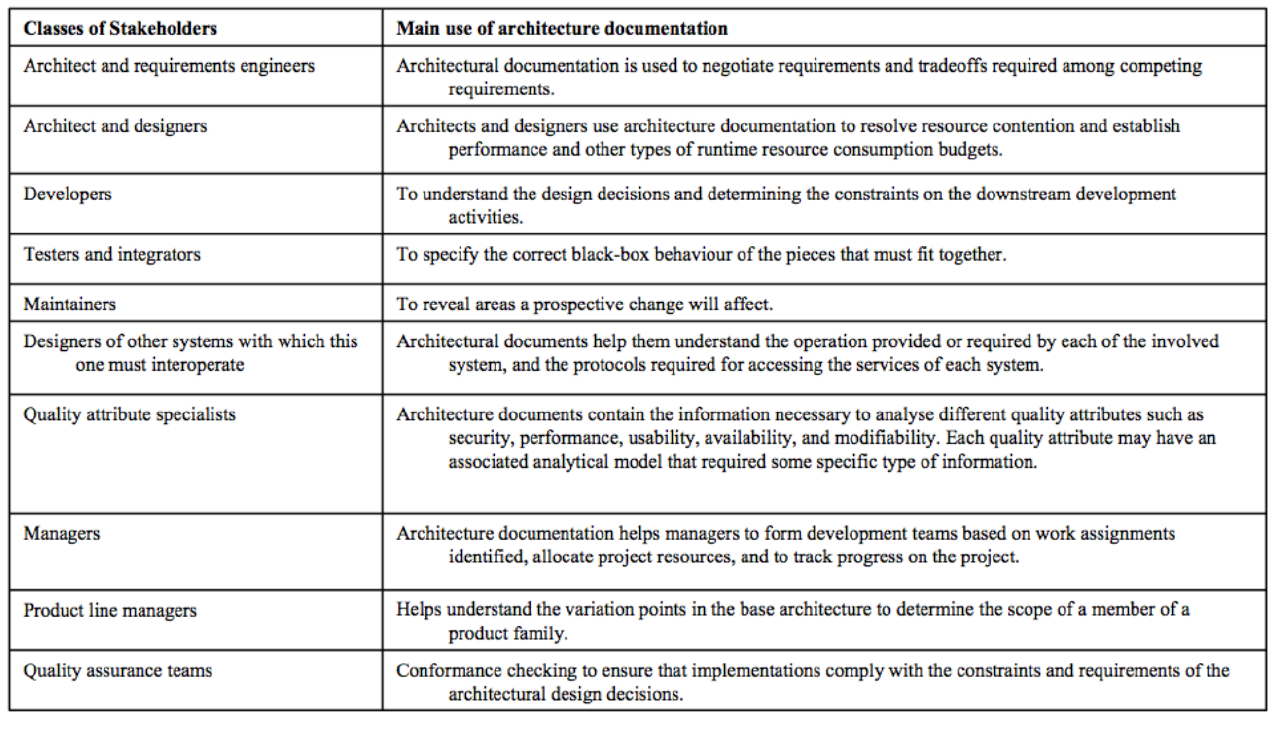 Classes of Stakeholders
Main use of architecture documentation
Architect and requirements engineers
Architectural documentation is used to negotiate requirements and tradeoffs required among competing
requirements.
Architect and designers
Architects and designers use architecture documentation to resolve resource contention and establish
performance and other types of runtime resource consumption budgets.
Developers
To understand the design decisions and determining the constraints on the downstream development
activities.
Testers and integrators
To specify the correct black-box behaviour of the pieces that must fit together.
Maintainers
To reveal areas a prospective change will affect.
Designers of other systems with which this
one must interoperate
Architectural documents help them understand the operation provided or required by each of the involved
system, and the protocols required for accessing the services of each system.
Quality attribute specialists
Architecture documents contain the information necessary to analyse different quality attributes such as
security, performance, usability, availability, and modifiability. Each quality attribute may have an
associated analytical model that required some specific type of information.
Managers
Architecture documentation helps managers to form development teams based on work assignments
identified, allocate project resources, and to track progress on the project.
Product line managers
Helps understand the variation points in the base architecture to determine the scope of a member of a
product family.
Quality assurance teams
Conformance checking to ensure that implementations comply with the constraints and requirements of the
architectural design decisions.